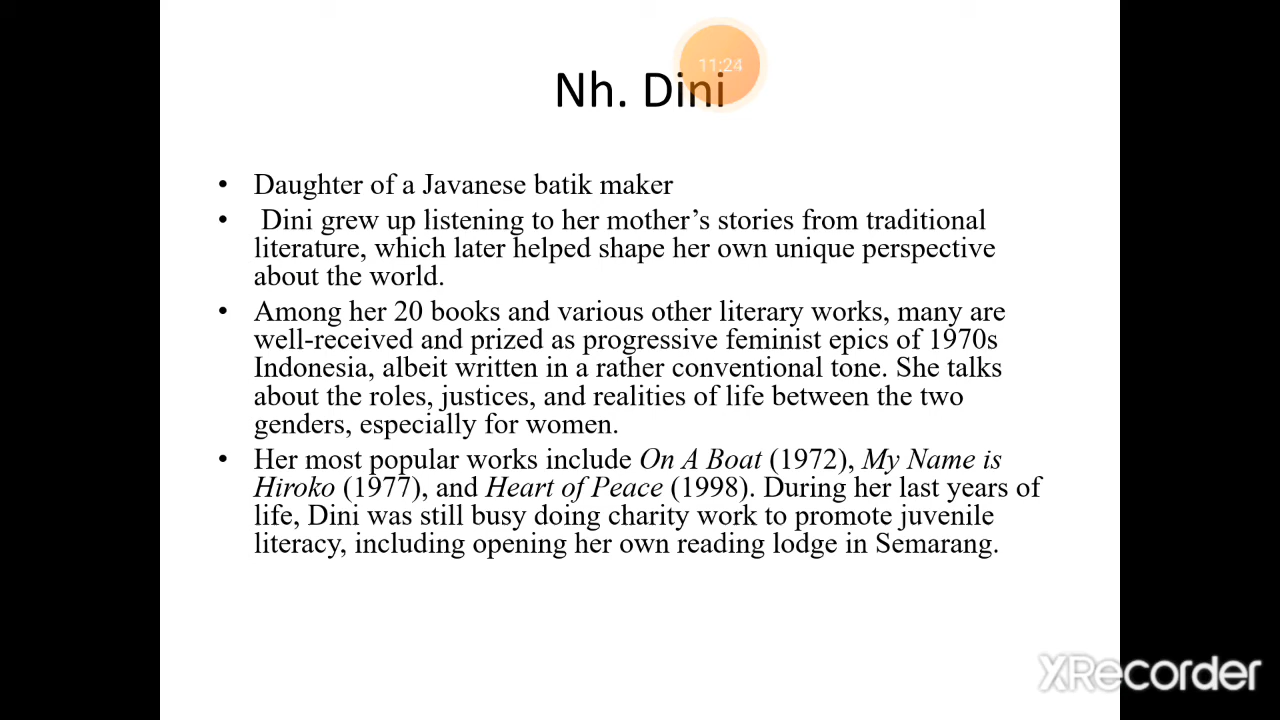 11:24
Nh. Dini
• Daughter of a Javanese batik maker
• Dini grew up listening to her mother’s stories from traditional
literature, which later helped shape her own unique perspective
about the world.
• Among her 20 books and various other literary works, many are
well-received and prized as progressive feminist epics of 1970s
Indonesia, albeit written in a rather conventional tone. She talks
about the roles, justices, and realities of life between the two
genders, especially for women.
• Her most popular works include On A Boat (1972), My Name is
Hiroko (1977), and Heart of Peace (1998). During her last years of
life, Dini was still busy doing charity work to promote juvenile
literacy, including opening her own reading lodge in Semarang.
XRecorder